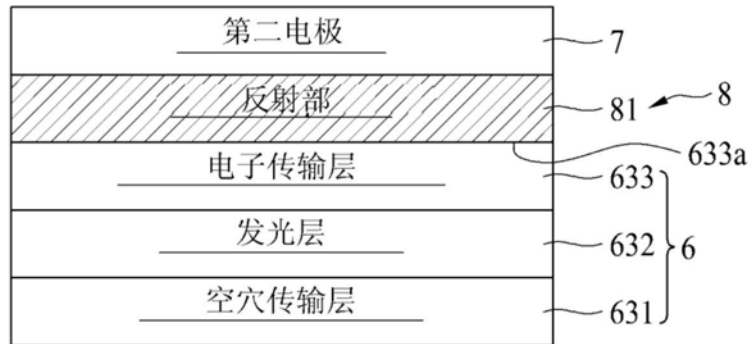 第二电极 7
反射部 81 8
633a
电子传输层 633
发光层 632 6
空穴传输层 631